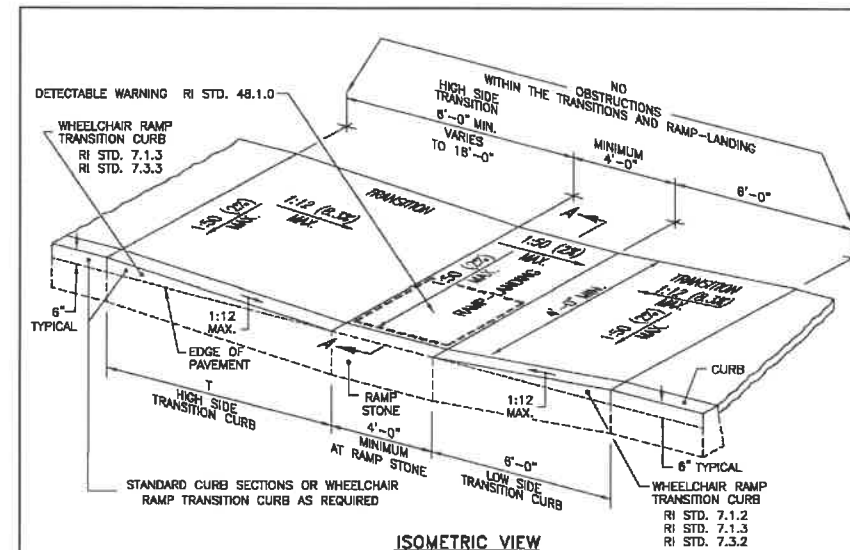 NO
OBSTRUCTIONS
WITHIN THE TRANSITIONS AND RAMP-LANDING
HIGH SIDE
TRANSITION
6'-0" MIN.
VARIES
TO 18'-0"
MINIMUM
4'-0"
6'-0"
DETECTABLE WARNING RI STD. 48.1.0
WHEELCHAIR RAMP
TRANSITION CURB
RI STD. 7.1.3
RI STD. 7.3.3
TRANSITION
1:50 (2%)
MAX.
1:12 (8.3%)
MAX.
A
1:50 (2%)
MAX.
1:50 (2%)
MAX.
RAMP-LANDING
4'-0" MIN.
TRANSITION
1:12 (8.3%)
MAX.
1:50 (2%)
MAX.
6"
TYPICAL
1:12
MAX.
EDGE OF
PAVEMENT
A
RAMP
STONE
1:12
MAX.
CURB
T
HIGH SIDE
TRANSITION CURB
4'-0"
MINIMUM
AT RAMP STONE
6'-0"
LOW SIDE
TRANSITION CURB
6" TYPICAL
STANDARD CURB SECTIONS OR WHEELCHAIR
RAMP TRANSITION CURB AS REQUIRED
WHEELCHAIR RAMP
TRANSITION CURB
RI STD. 7.1.2
RI STD. 7.1.3
RI STD. 7.3.2
ISOMETRIC VIEW